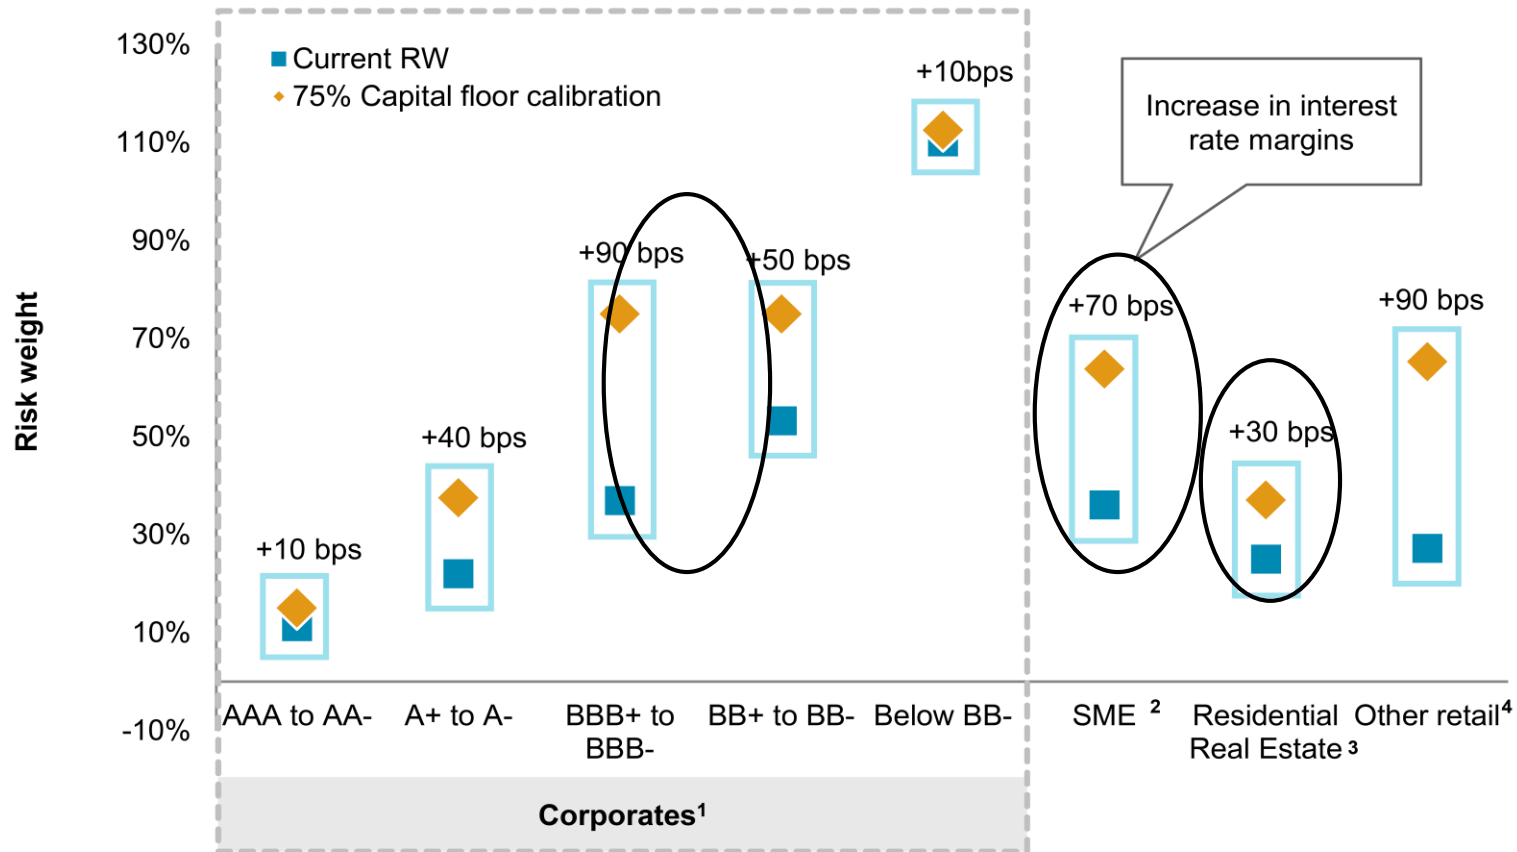 130%
110%
90%
70%
50%
30%
10%
-10%
Risk weight
Current RW
75% Capital floor calibration
+10 bps
+40 bps
+90 bps
+50 bps
+10bps
Increase in interest
rate margins
+70 bps
+30 bps
+90 bps
AAA to AA-
A+ to A-
BBB+ to
BBB-
BB+ to BB-
Below BB-
SME ²
Residential
Real Estate ³
Other retail⁴
Corporates¹